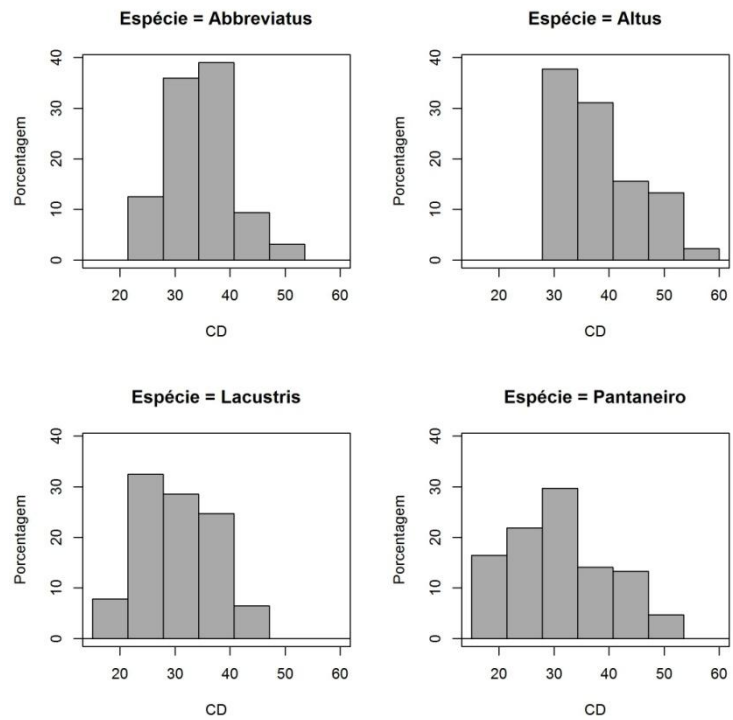 Espécie = Abbreviatus
Porcentagem
0 10 20 30 40
20 30 40 50 60
CD
Espécie = Altus
Porcentagem
0 10 20 30 40
20 30 40 50 60
CD
Espécie = Lacustris
Porcentagem
0 10 20 30 40
20 30 40 50 60
CD
Espécie = Pantaneiro
Porcentagem
0 10 20 30 40
20 30 40 50 60
CD